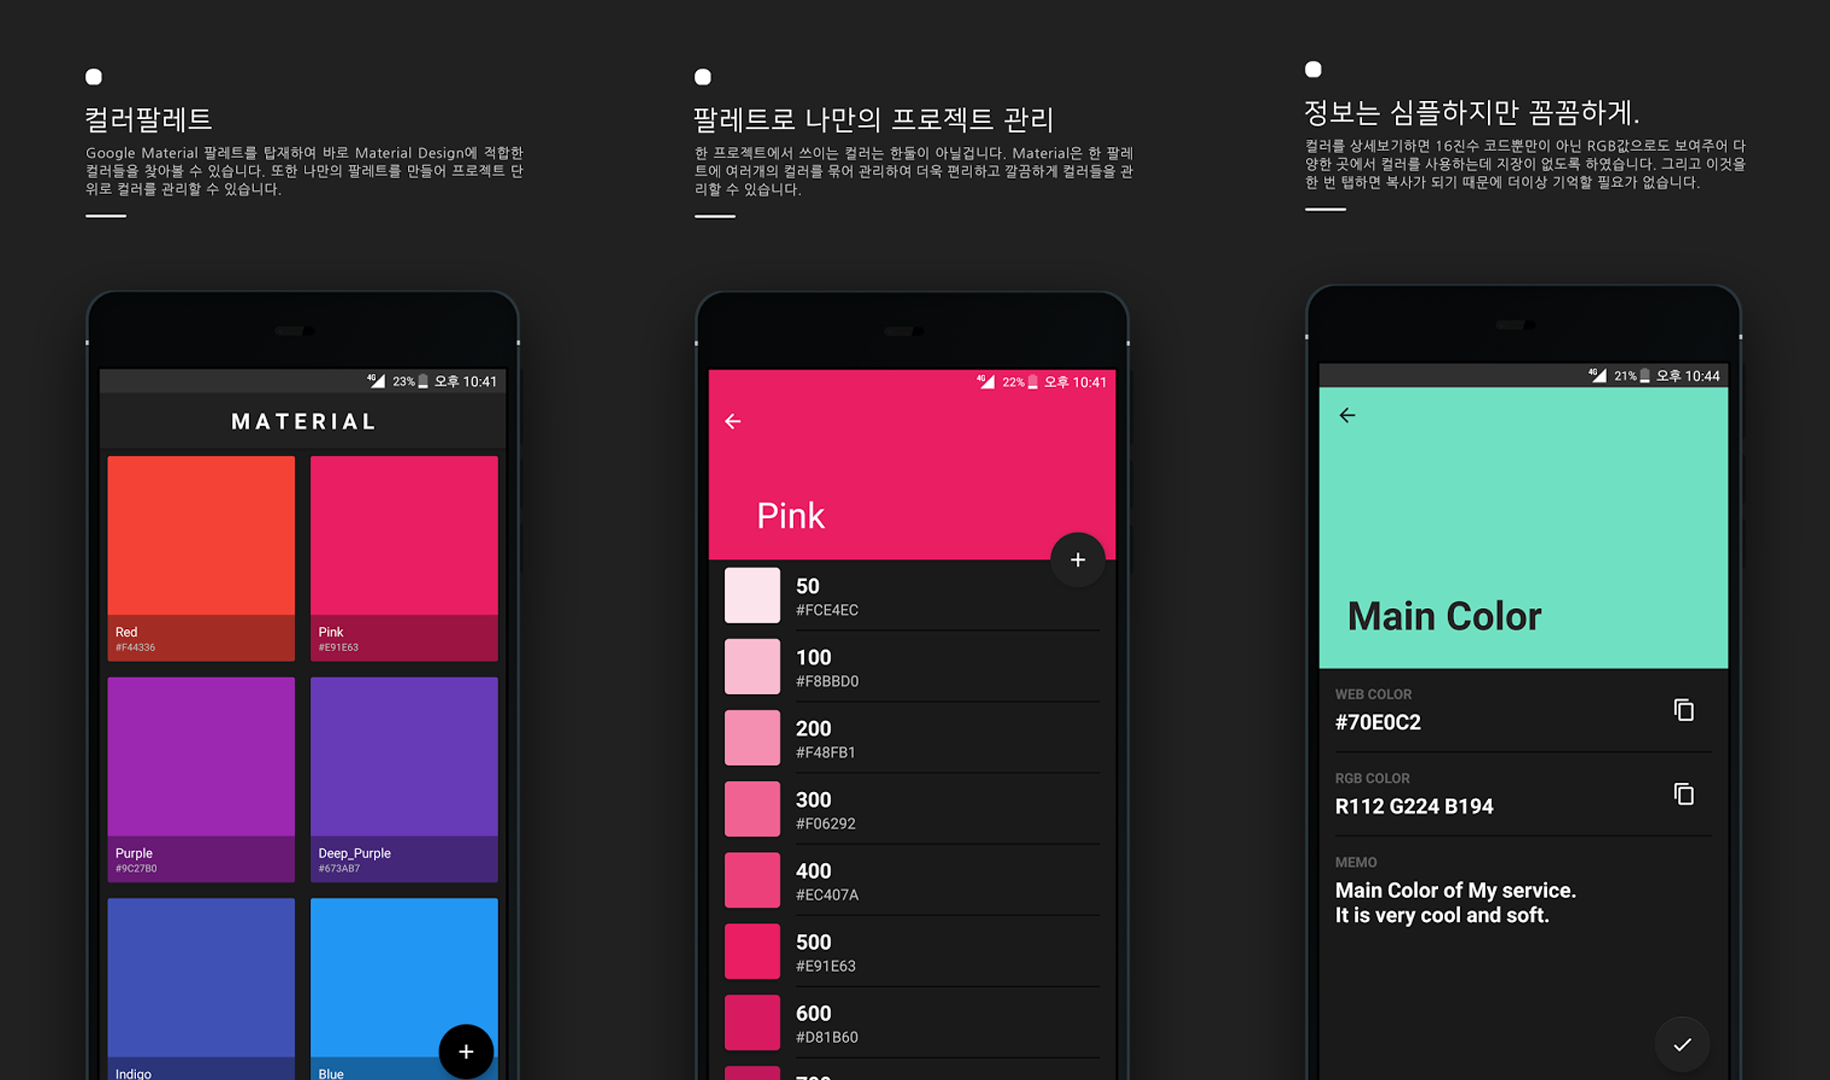 컬러팔레트
Google Material 팔레트를 탑재하여 바로 Material Design에 적합한
컬러들을 찾아볼 수 있습니다. 또한 나만의 팔레트를 만들어 프로젝트 단
위로 컬러를 관리할 수 있습니다.
4G 23% 오후 10:41
MATERIAL
Red
#F44336
Pink
#E91E63
Purple
#9C27B0
Deep_Purple
#673AB7
Indigo
Blue
팔레트로 나만의 프로젝트 관리
한 프로젝트에서 쓰이는 컬러는 한둘이 아닐겁니다. Material은 한 팔레
트에 여러개의 컬러를 묶어 관리하여 더욱 편리하고 깔끔하게 컬러들을 관
리할 수 있습니다.
4G 22% 오후 10:41
Pink
50
#FCE4EC
100
#F8BBD0
200
#F48FB1
300
#F06292
400
#EC407A
500
#E91E63
600
#D81B60
700
정보는 심플하지만 꼼꼼하게.
컬러를 상세보기하면 16진수 코드뿐만이 아닌 RGB값으로도 보여주어 다
양한 곳에서 컬러를 사용하는데 지장이 없도록 하였습니다. 그리고 이것을
한 번 탭하면 복사가 되기 때문에 더이상 기억할 필요가 없습니다.
4G 21% 오후 10:44
Main Color
WEB COLOR
#70E0C2
RGB COLOR
R112 G224 B194
MEMO
Main Color of My service.
It is very cool and soft.